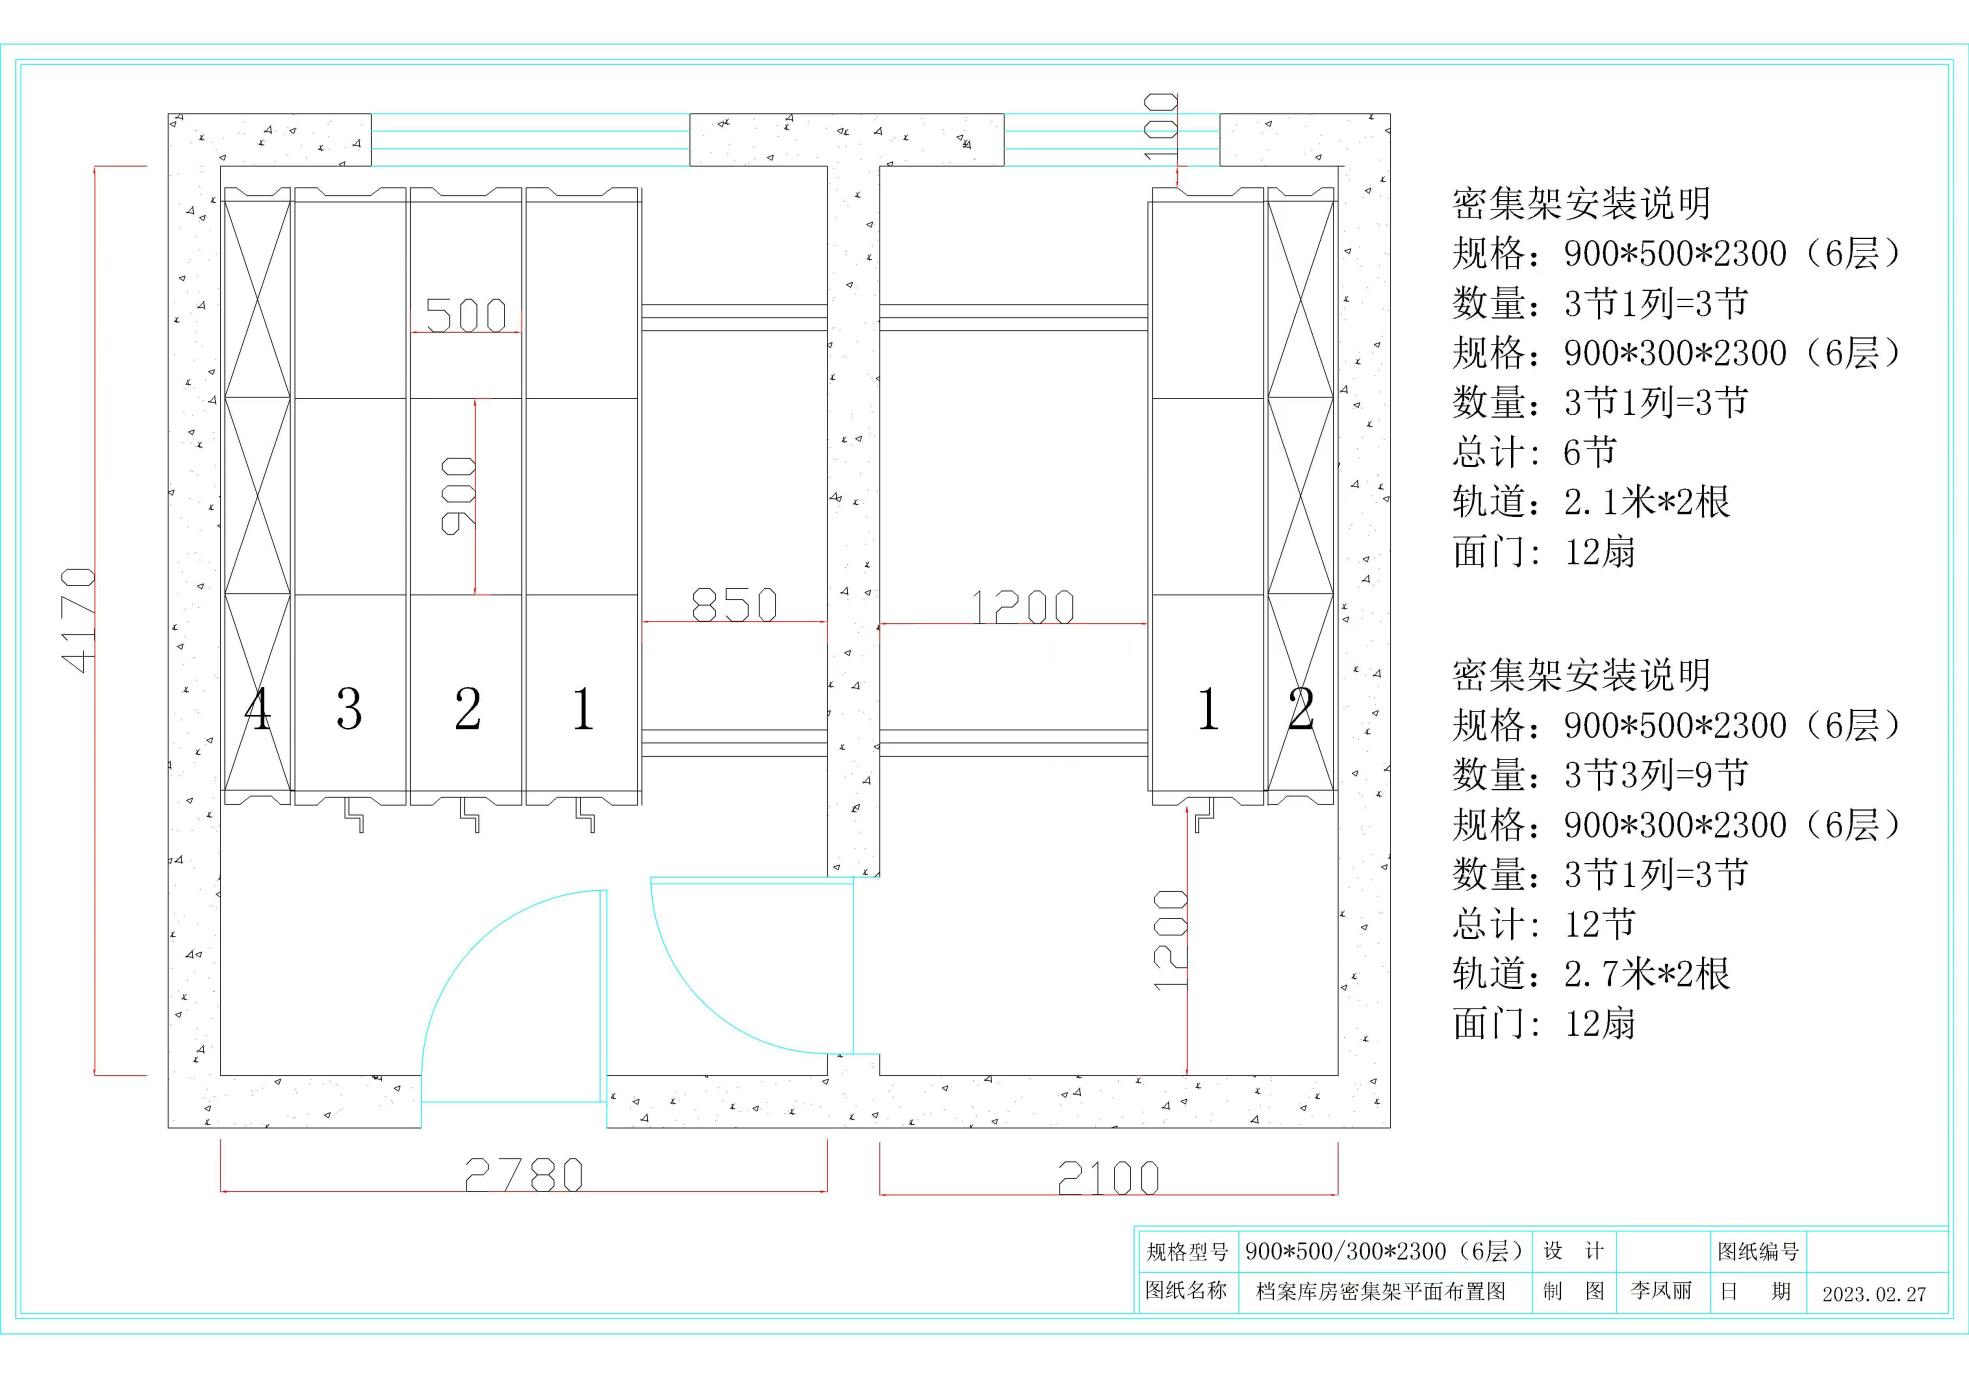 100
密集架安装说明
规格：900*500*2300（6层）
数量：3节1列=3节
规格：900*300*2300（6层）
数量：3节1列=3节
总计：6节
轨道：2.1米*2根
面门：12扇
密集架安装说明
规格：900*500*2300（6层）
数量：3节3列=9节
规格：900*300*2300（6层）
数量：3节1列=3节
总计：12节
轨道：2.7米*2根
面门：12扇
500
900
4170
850
1200
4 3 2 1
1 2
1200
2780
2100
规格型号 900*500/300*2300（6层） 设 计 图纸编号
图纸名称 档案库房密集架平面布置图 制 图 李凤丽 日 期 2023.02.27